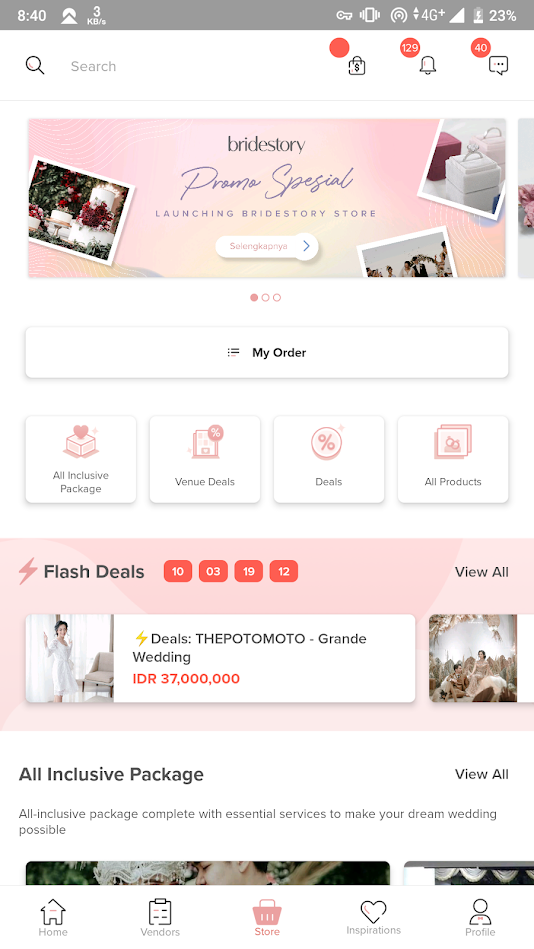 8:40
3
KB/s
4G+
23%
Search
129
40
bridestory
Promo Spesial
LAUNCHING BRIDESTORY STORE
Selengkapnya
My Order
All Inclusive
Package
Venue Deals
Deals
All Products
Flash Deals
10 03 19 12
View All
⚡Deals: THEPOTOMOTO - Grande
Wedding
IDR 37,000,000
All Inclusive Package
View All
All-inclusive package complete with essential services to make your dream wedding
possible
Home
Vendors
Store
Inspirations
Profile